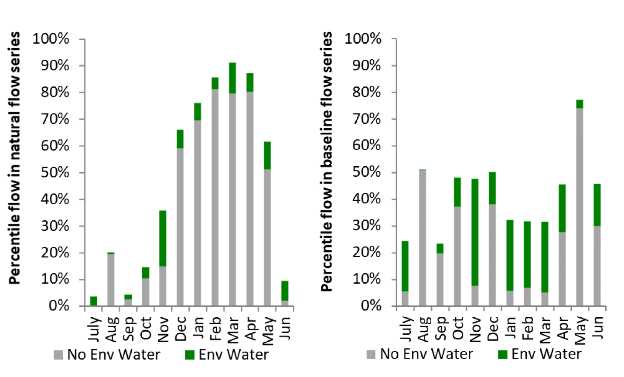 Percentile flow in natural flow series
100%
90%
80%
70%
60%
50%
40%
30%
20%
10%
0%
July
Aug
Sep
Oct
Nov
Dec
Jan
Feb
Mar
Apr
May
Jun
No Env Water
Env Water
Percentile flow in baseline flow series
100%
90%
80%
70%
60%
50%
40%
30%
20%
10%
0%
July
Aug
Sep
Oct
Nov
Dec
Jan
Feb
Mar
Apr
May
Jun
No Env Water
Env Water